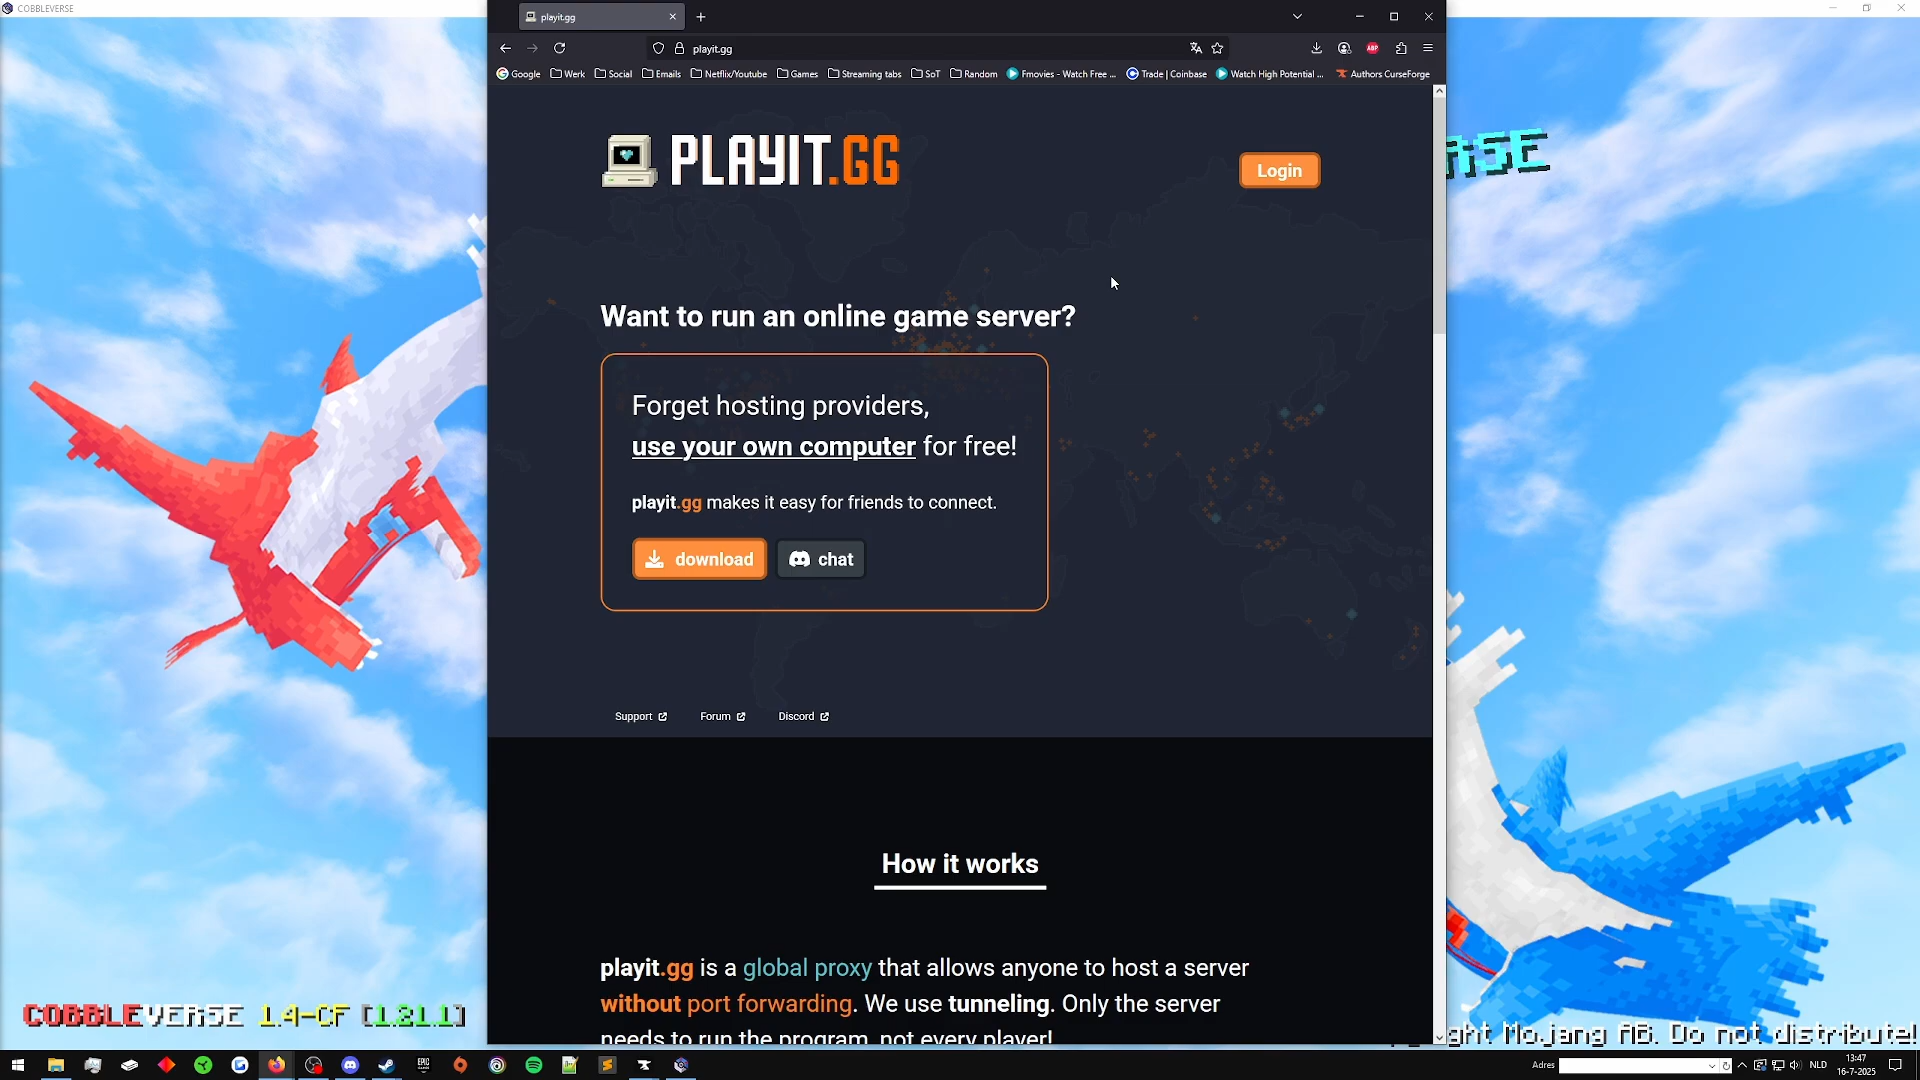 COBBLEVERSE
playit.gg
playit.gg
Google
Werk
Social
Emails
Netflix/Youtube
Games
Streaming tabs
SoT
Random
Fmovies - Watch Free ...
Trade | Coinbase
Watch High Potential ...
Authors CurseForge
PLAYIT.GG
Login
Want to run an online game server?
Forget hosting providers,
use your own computer for free!
playit.gg makes it easy for friends to connect.
download
chat
Support
Forum
Discord
How it works
playit.gg is a global proxy that allows anyone to host a server
without port forwarding. We use tunneling. Only the server
needs to run the program, not every player!
COBBLEVERSE 1.4-CF [1.21.1]
ght Mojang AB. Do not distribute!
Adres
NLD
13:47
16-7-2025
ABP
EPIC
GAMES